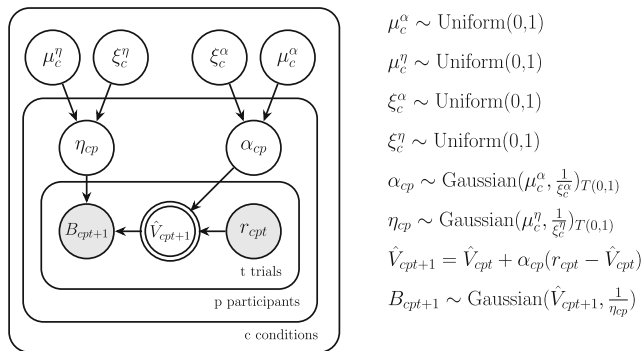 μ_c^η ξ_c^η ξ_c^α μ_c^α
η_cp α_cp
B_cpt+1 V̂_cpt+1 r_cpt
t trials
p participants
c conditions
μ_c^α ∼ Uniform(0,1)
μ_c^η ∼ Uniform(0,1)
ξ_c^α ∼ Uniform(0,1)
ξ_c^η ∼ Uniform(0,1)
α_cp ∼ Gaussian(μ_c^α, 1/ξ_c^α)_T(0,1)
η_cp ∼ Gaussian(μ_c^η, 1/ξ_c^η)_T(0,1)
V̂_cpt+1 = V̂_cpt + α_cp(r_cpt − V̂_cpt)
B_cpt+1 ∼ Gaussian(V̂_cpt+1, 1/η_cp)